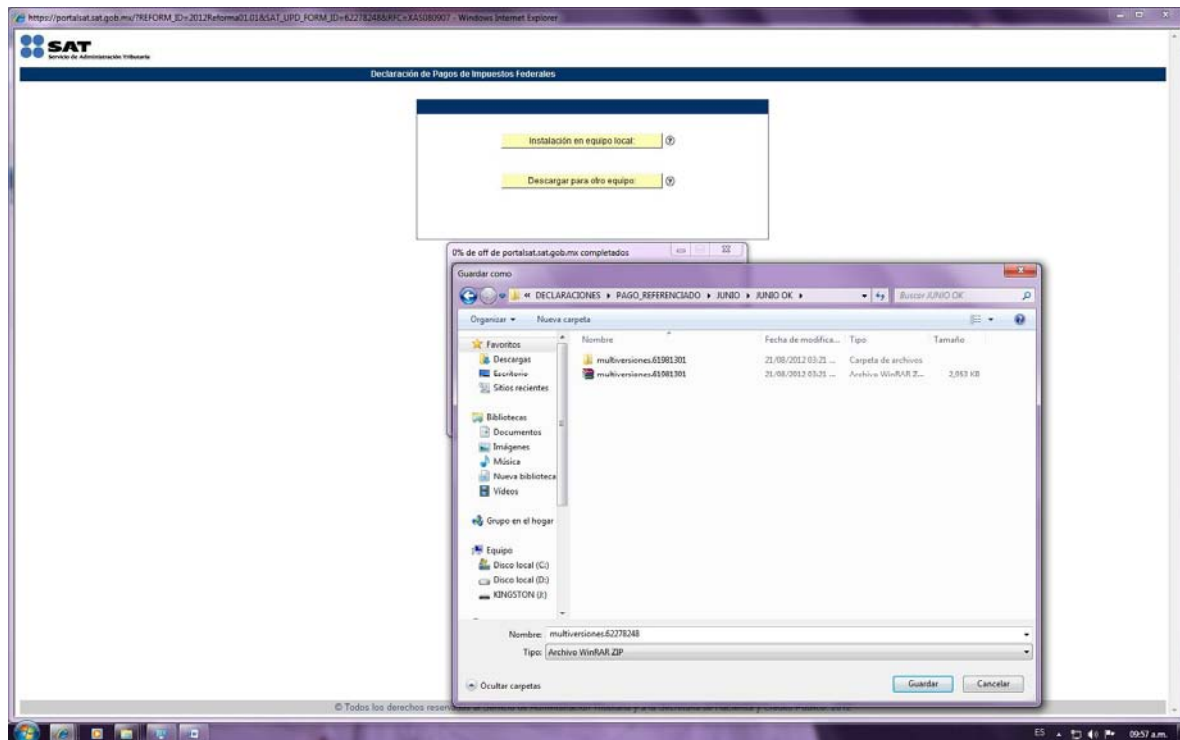 https://portalsat.sat.gob.mx/?REFORM_ID=2012Reforma01.01&SAT_UPD_FORM_ID=62278248&RFC=XAS080907 - Windows Internet Explorer
SAT
Servicio de Administración Tributaria
Declaración de Pagos de Impuestos Federales
Instalación en equipo local:
Descargar para otro equipo:
0% de off de portalsat.sat.gob.mx completados
Guardar como
« DECLARACIONES ▸ PAGO_REFERENCIADO ▸ JUNIO ▸ JUNIO OK ▸
Buscar JUNIO OK
Organizar
Nueva carpeta
Nombre
Fecha de modifica...
Tipo
Tamaño
Favoritos
Descargas
Escritorio
Sitios recientes
Bibliotecas
Documentos
Imágenes
Música
Nueva biblioteca
Vídeos
Grupo en el hogar
Equipo
Disco local (C:)
Disco local (D:)
KINGSTON (J:)
multiversiones.61981301 21/08/2012 03:21 ... Carpeta de archivos
multiversiones.61981301 21/08/2012 03:21 ... Archivo WinRAR Z... 2,053 KB
Nombre: multiversiones.62278248
Tipo: Archivo WinRAR ZIP
Ocultar carpetas
Guardar
Cancelar
© Todos los derechos
ES 09:57 a.m.